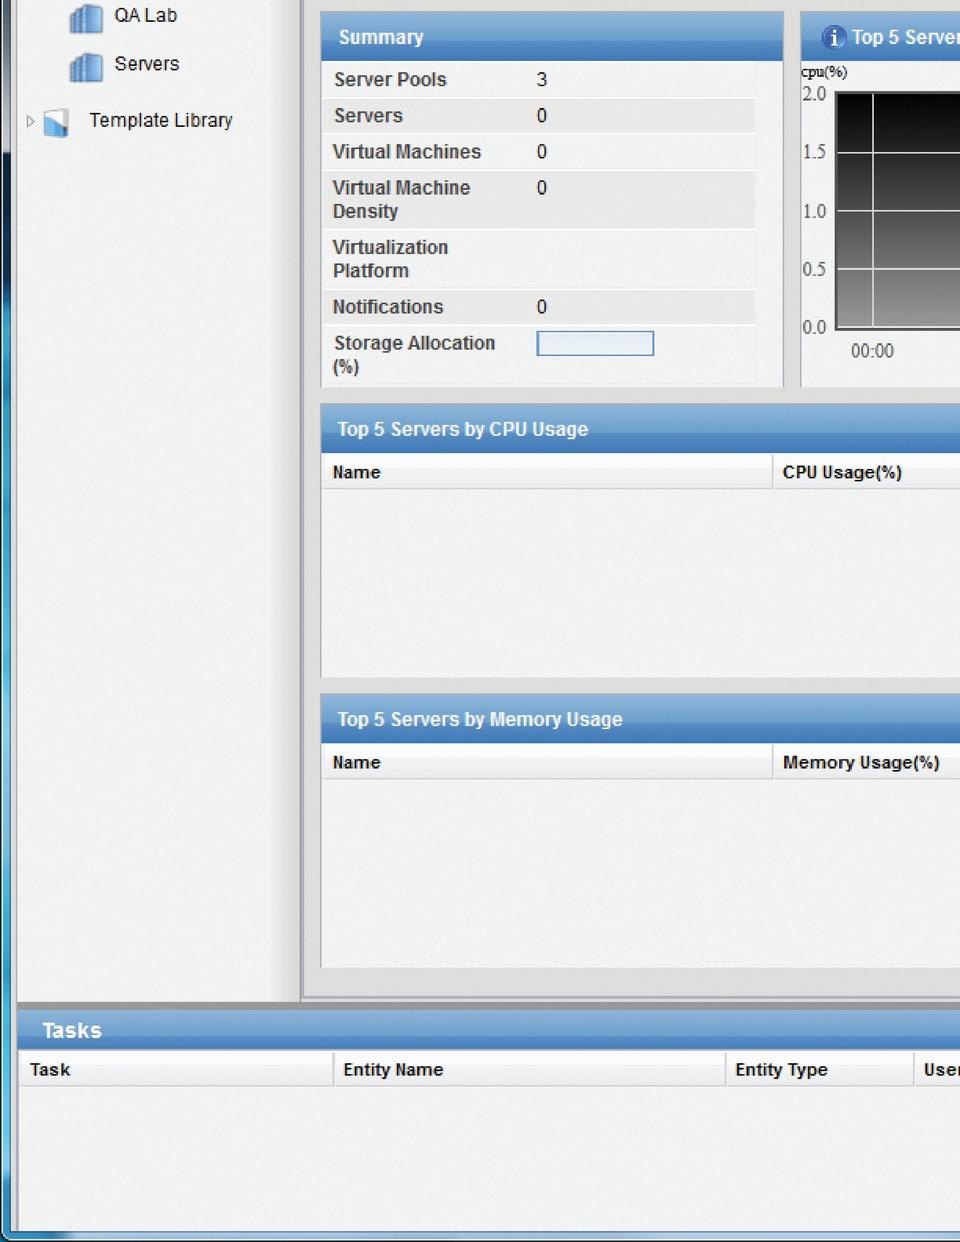 QA Lab
Servers
Template Library
Summary
Server Pools 3
Servers 0
Virtual Machines 0
Virtual Machine 0
Density
Virtualization
Platform
Notifications 0
Storage Allocation
(%)
Top 5 Server
cpu(%)
2.0
1.5
1.0
0.5
0.0
00:00
Top 5 Servers by CPU Usage
Name CPU Usage(%)
Top 5 Servers by Memory Usage
Name Memory Usage(%)
Tasks
Task Entity Name Entity Type User